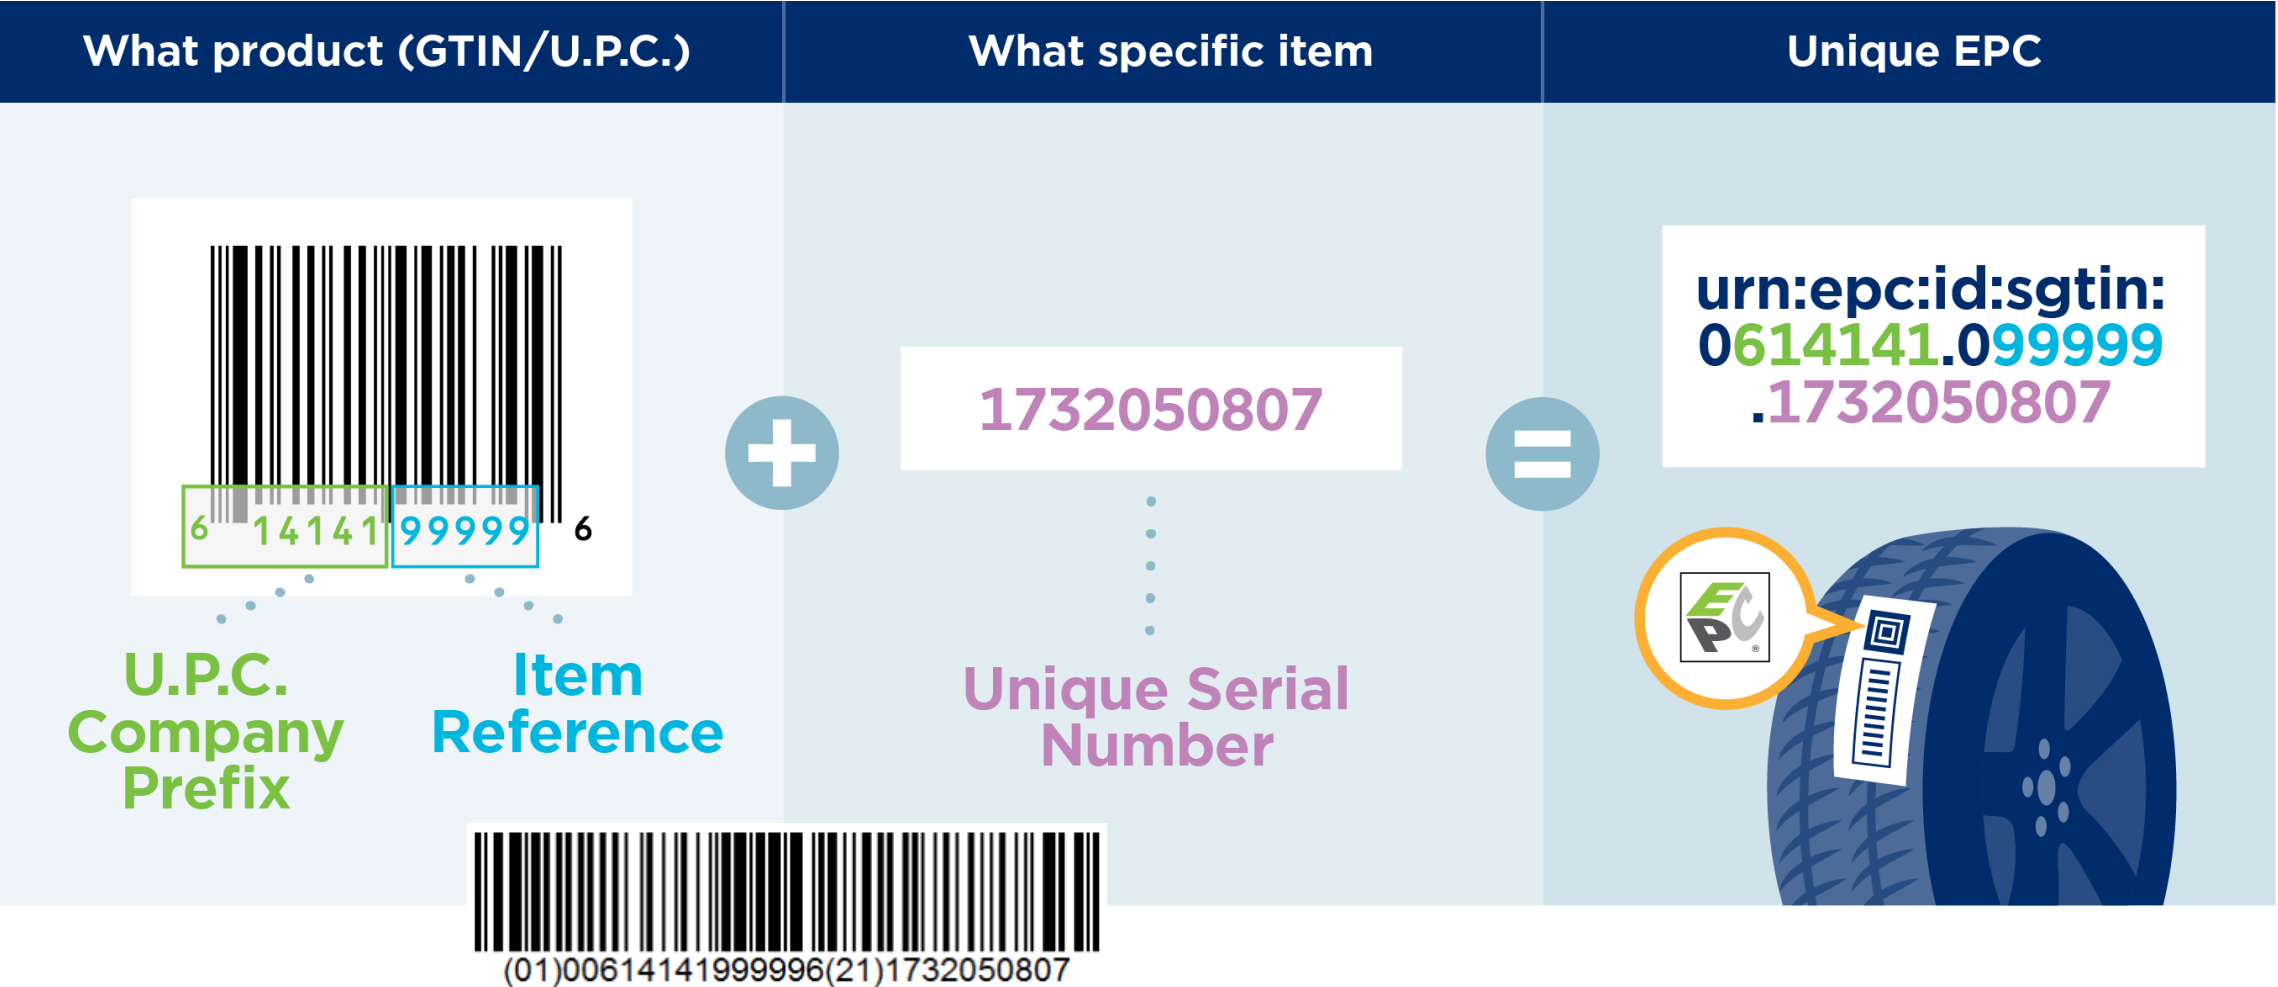 What product (GTIN/U.P.C.)
What specific item
Unique EPC
6 14141 99999 6
U.P.C.
Company
Prefix
Item
Reference
1732050807
Unique Serial
Number
urn:epc:id:sgtin:
0614141.099999
.1732050807
EPC®
(01)00614141999996(21)1732050807